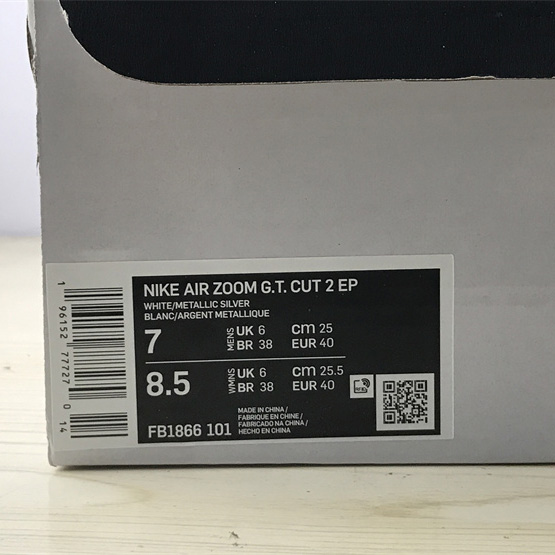 NIKE AIR ZOOM G.T. CUT 2 EP
WHITE/METALLIC SILVER
BLANC/ARGENT METALLIQUE
7 MENS UK 6 cm 25
BR 38 EUR 40
8.5 WMNS UK 6 cm 25.5
BR 38 EUR 40
FB1866 101
MADE IN CHINA /
FABRIQUE EN CHINE /
FABRICADO NA CHINA /
HECHO EN CHINA
1 96152 77727 0 14